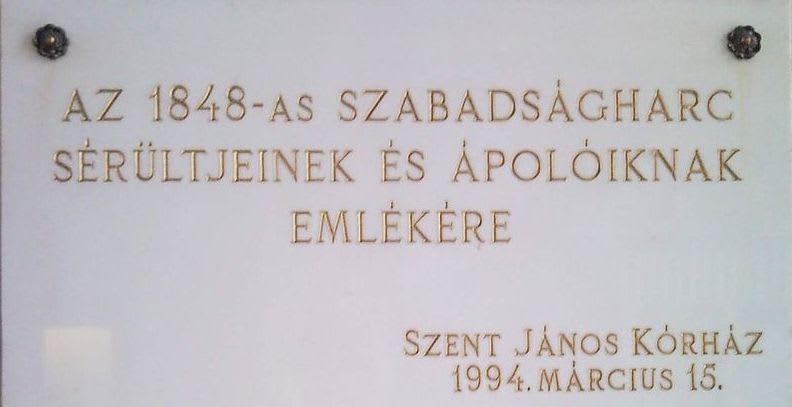 AZ 1848-AS SZABADSÁGHARC
SÉRÜLTJEINEK ÉS ÁPOLÓIKNAK
EMLÉKÉRE
SZENT JÁNOS KÓRHÁZ
1994. MÁRCIUS 15.